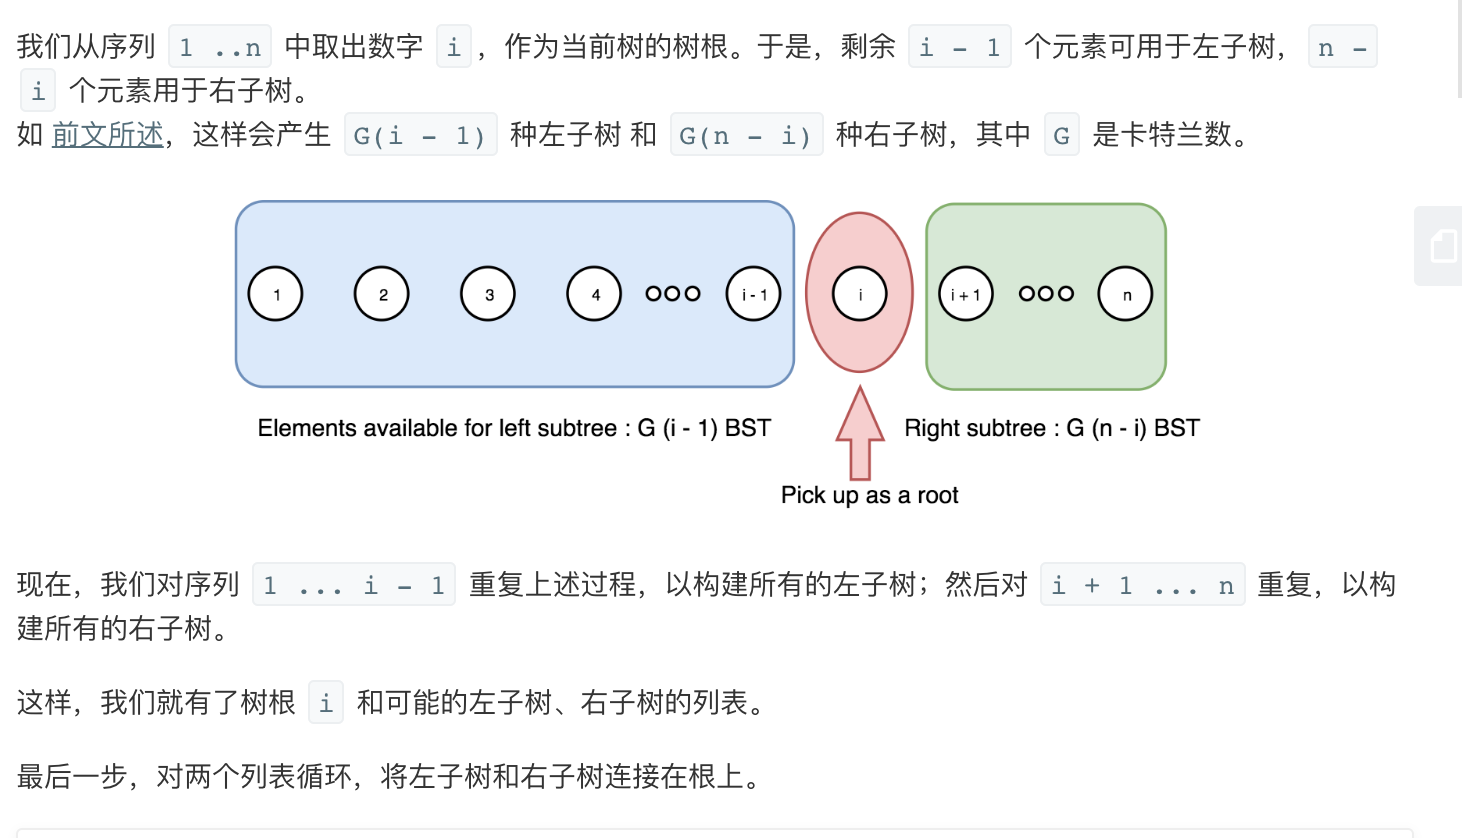 我们从序列 1 ..n 中取出数字 i ，作为当前树的树根。于是，剩余 i - 1 个元素可用于左子树， n -
i 个元素用于右子树。
如 前文所述，这样会产生 G(i - 1) 种左子树 和 G(n - i) 种右子树，其中 G 是卡特兰数。
1 2 3 4 ooo i - 1 i i + 1 ooo n
Elements available for left subtree : G (i - 1) BST Right subtree : G (n - i) BST
Pick up as a root
现在，我们对序列 1 ... i - 1 重复上述过程，以构建所有的左子树；然后对 i + 1 ... n 重复，以构
建所有的右子树。
这样，我们就有了树根 i 和可能的左子树、右子树的列表。
最后一步，对两个列表循环，将左子树和右子树连接在根上。